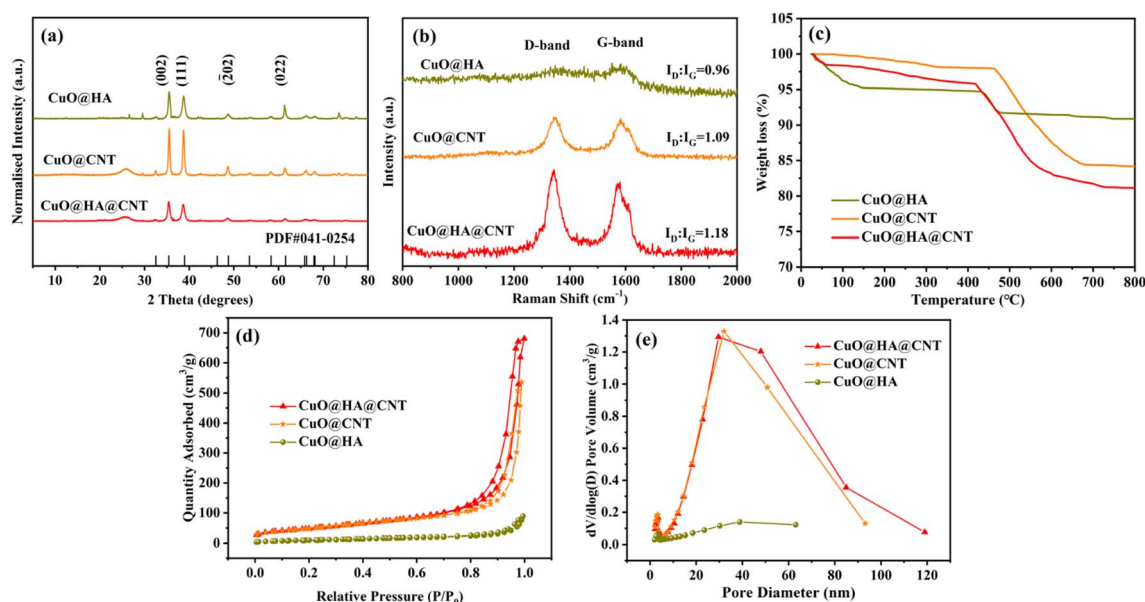 (a)
(002)
(111)
(2̄02)
(022)
CuO@HA
CuO@CNT
CuO@HA@CNT
PDF#041-0254
Normalised Intensity (a.u.)
10 20 30 40 50 60 70 80
2 Theta (degrees)
(b)
D-band
G-band
CuO@HA
I_D:I_G=0.96
CuO@CNT
I_D:I_G=1.09
CuO@HA@CNT
I_D:I_G=1.18
Intensity (a.u.)
800 1000 1200 1400 1600 1800 2000
Raman Shift (cm⁻¹)
(c)
100
95
90
85
80
75
70
Weight loss (%)
CuO@HA
CuO@CNT
CuO@HA@CNT
0 100 200 300 400 500 600 700 800
Temperature (°C)
(d)
700
600
500
400
300
200
100
0
Quantity Adsorbed (cm³/g)
CuO@HA@CNT
CuO@CNT
CuO@HA
0.0 0.2 0.4 0.6 0.8 1.0
Relative Pressure (P/P₀)
(e)
1.4
1.2
1.0
0.8
0.6
0.4
0.2
0.0
dV/dlog(D) Pore Volume (cm³/g)
CuO@HA@CNT
CuO@CNT
CuO@HA
0 20 40 60 80 100 120
Pore Diameter (nm)